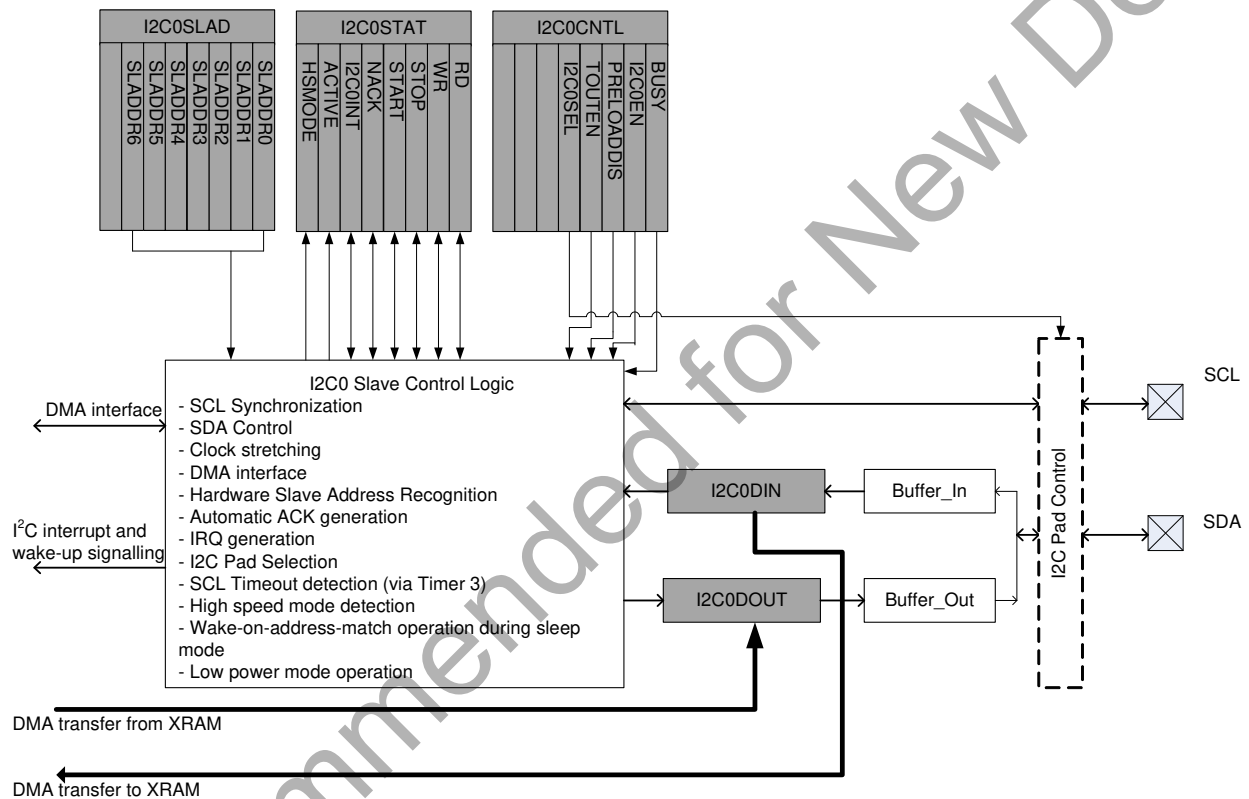 I2C0SLAD
SLADDR6
SLADDR5
SLADDR4
SLADDR3
SLADDR2
SLADDR1
SLADDR0
I2C0STAT
HSMODE
ACTIVE
I2C0INT
NACK
START
STOP
WR
RD
I2C0CNTL
I2C0SEL
TOUTEN
PRELOADDIS
I2C0EN
BUSY
I2C0 Slave Control Logic
- SCL Synchronization
- SDA Control
- Clock stretching
- DMA interface
- Hardware Slave Address Recognition
- Automatic ACK generation
- IRQ generation
- I2C Pad Selection
- SCL Timeout detection (via Timer 3)
- High speed mode detection
- Wake-on-address-match operation during sleep
mode
- Low power mode operation
DMA interface
I²C interrupt and
wake-up signalling
I2C0DIN
Buffer_In
I2C0DOUT
Buffer_Out
I2C Pad Control
SCL
SDA
DMA transfer from XRAM
DMA transfer to XRAM
mmended for New De